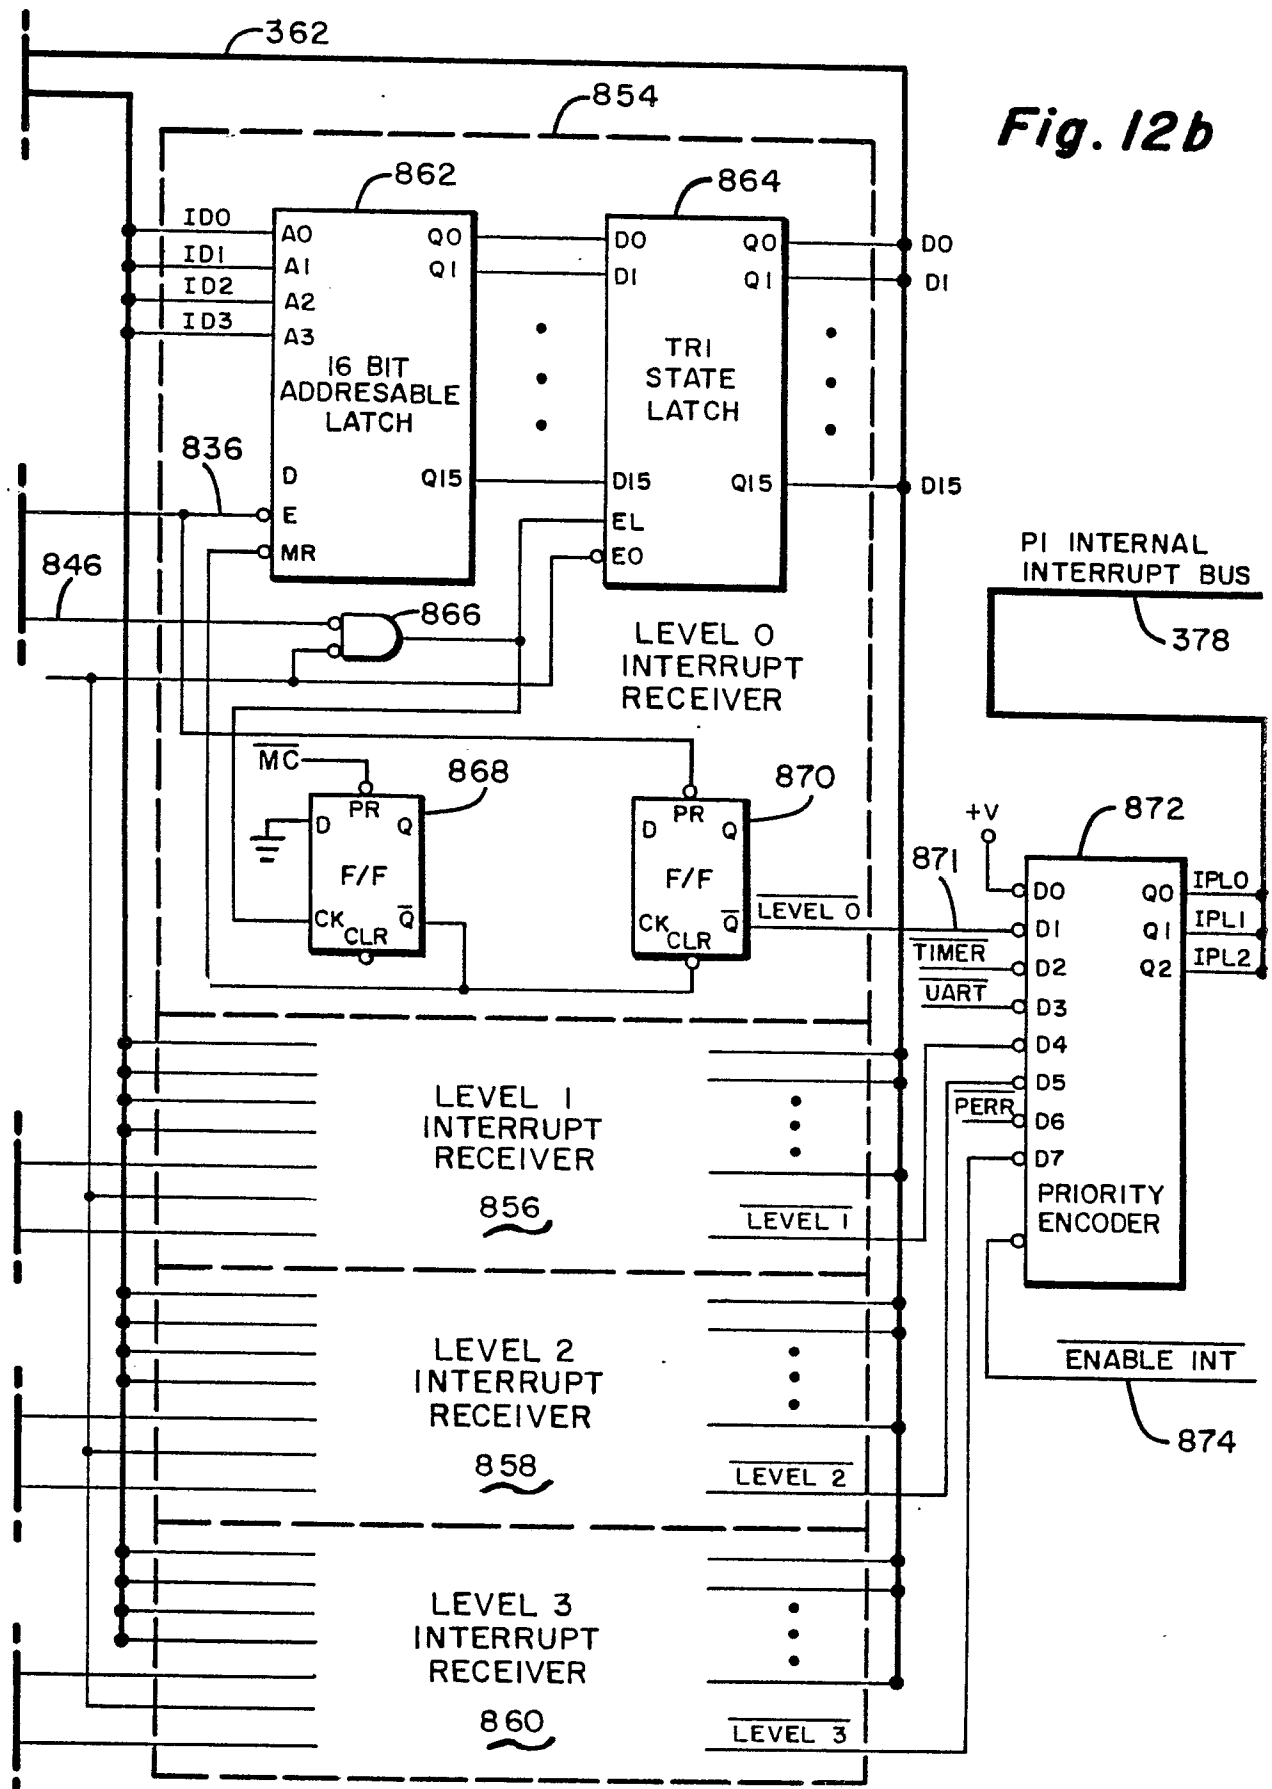 362
854
Fig. 12b
862
864
ID0
ID1
ID2
ID3
A0
A1
A2
A3
Q0
Q1
16 BIT
ADDRESABLE
LATCH
D
E
MR
Q15
D0
D1
TRI
STATE
LATCH
D15
EL
EO
Q0
Q1
Q15
D0
D1
D15
836
846
866
LEVEL 0
INTERRUPT
RECEIVER
PI INTERNAL
INTERRUPT BUS
378
MC
868
PR
D
Q
F/F
CK
Q
CLR
870
PR
D
Q
F/F
CK
Q
CLR
LEVEL 0
871
+V
872
D0
D1
D2
D3
D4
D5
D6
D7
Q0
Q1
Q2
IPL0
IPL1
IPL2
TIMER
UART
PERR
PRIORITY
ENCODER
LEVEL 1
INTERRUPT
RECEIVER
856
LEVEL 1
ENABLE INT
874
LEVEL 2
INTERRUPT
RECEIVER
858
LEVEL 2
LEVEL 3
INTERRUPT
RECEIVER
860
LEVEL 3